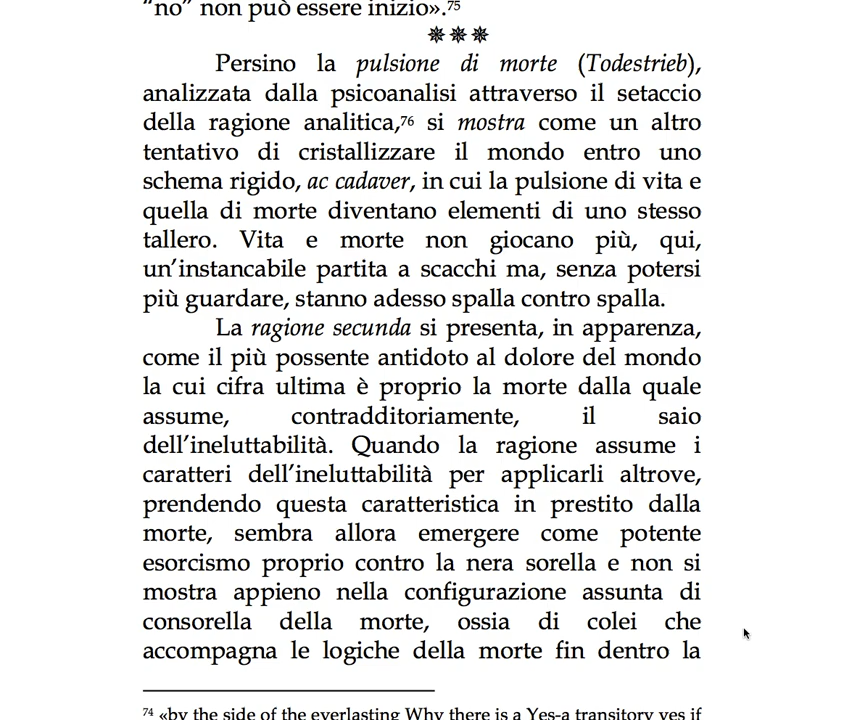 “no” non può essere inizio».75
✵✵✵
Persino la pulsione di morte (Todestrieb),
analizzata dalla psicoanalisi attraverso il setaccio
della ragione analitica,76 si mostra come un altro
tentativo di cristallizzare il mondo entro uno
schema rigido, ac cadaver, in cui la pulsione di vita e
quella di morte diventano elementi di uno stesso
tallero. Vita e morte non giocano più, qui,
un’instancabile partita a scacchi ma, senza potersi
più guardare, stanno adesso spalla contro spalla.
La ragione secunda si presenta, in apparenza,
come il più possente antidoto al dolore del mondo
la cui cifra ultima è proprio la morte dalla quale
assume, contradditoriamente, il saio
dell’ineluttabilità. Quando la ragione assume i
caratteri dell’ineluttabilità per applicarli altrove,
prendendo questa caratteristica in prestito dalla
morte, sembra allora emergere come potente
esorcismo proprio contro la nera sorella e non si
mostra appieno nella configurazione assunta di
consorella della morte, ossia di colei che
accompagna le logiche della morte fin dentro la
74 «by the side of the everlasting Why there is a Yes-a transitory yes if